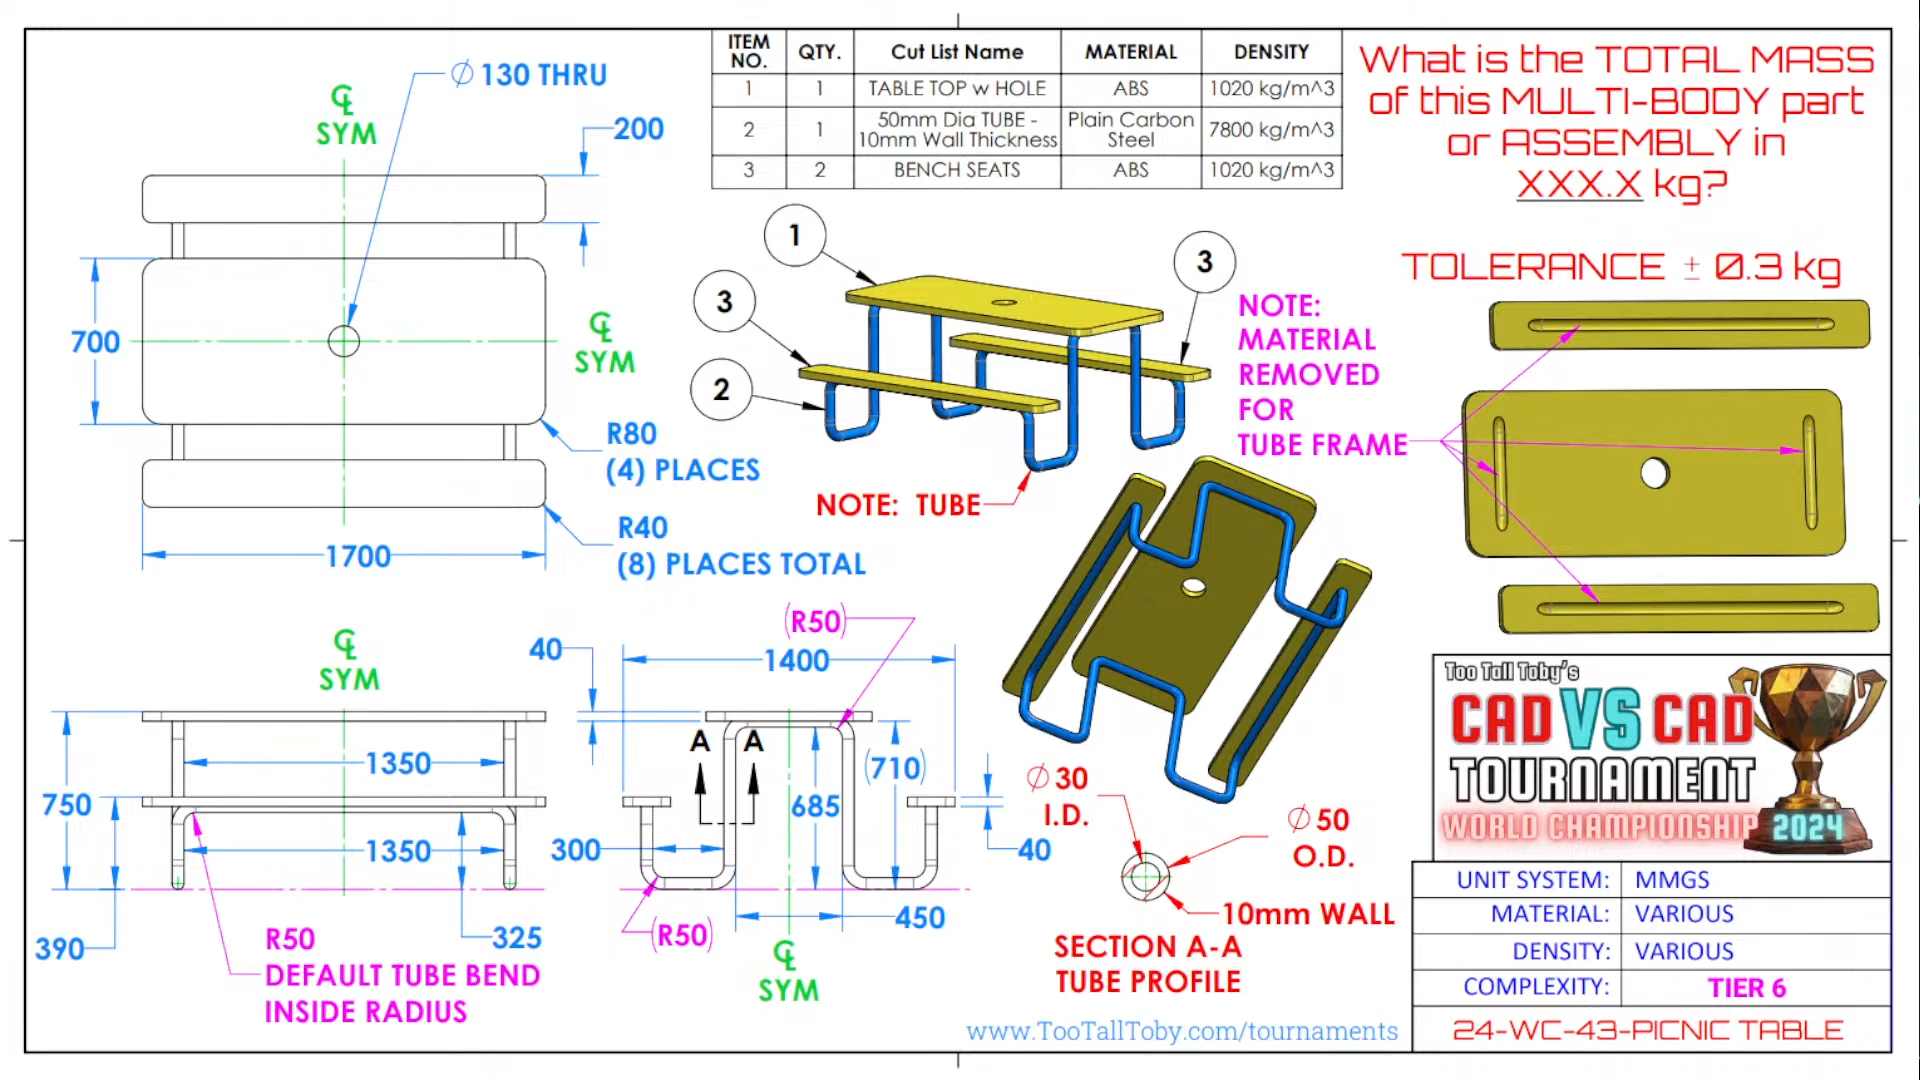 ITEM NO. QTY. Cut List Name MATERIAL DENSITY
1 1 TABLE TOP w HOLE ABS 1020 kg/m^3
2 1 50mm Dia TUBE - 10mm Wall Thickness Plain Carbon Steel 7800 kg/m^3
3 2 BENCH SEATS ABS 1020 kg/m^3
What is the TOTAL MASS
of this MULTI-BODY part
or ASSEMBLY in
XXX.X kg?
TOLERANCE ± 0.3 kg
∅ 130 THRU
℄
SYM
200
700
℄
SYM
R80
(4) PLACES
R40
(8) PLACES TOTAL
1700
1
3
3
2
NOTE: TUBE
NOTE:
MATERIAL
REMOVED
FOR
TUBE FRAME
℄
SYM
40
1350
750
1350
390
325
R50
DEFAULT TUBE BEND
INSIDE RADIUS
(R50)
1400
A A
(710)
685
300
40
450
(R50)
℄
SYM
∅ 30
I.D.
∅ 50
O.D.
10mm WALL
SECTION A-A
TUBE PROFILE
www.TooTallToby.com/tournaments
Too Tall Toby's
CAD VS CAD
TOURNAMENT
WORLD CHAMPIONSHIP 2024
UNIT SYSTEM: MMGS
MATERIAL: VARIOUS
DENSITY: VARIOUS
COMPLEXITY: TIER 6
24-WC-43-PICNIC TABLE